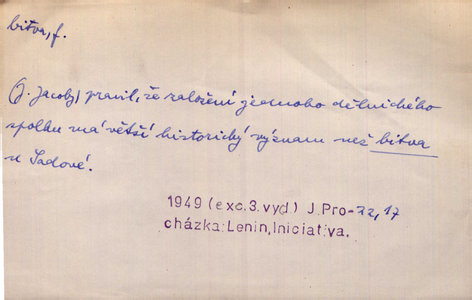 bitva, f.
(J. Jacoby) pravil, že založení jednoho dělnického
spolku má větší historický význam než bitva
u Sadové.
1949 (exc. 3. vyd.) J. Pro- 22, 17
cházka: Lenin, Iniciativa.